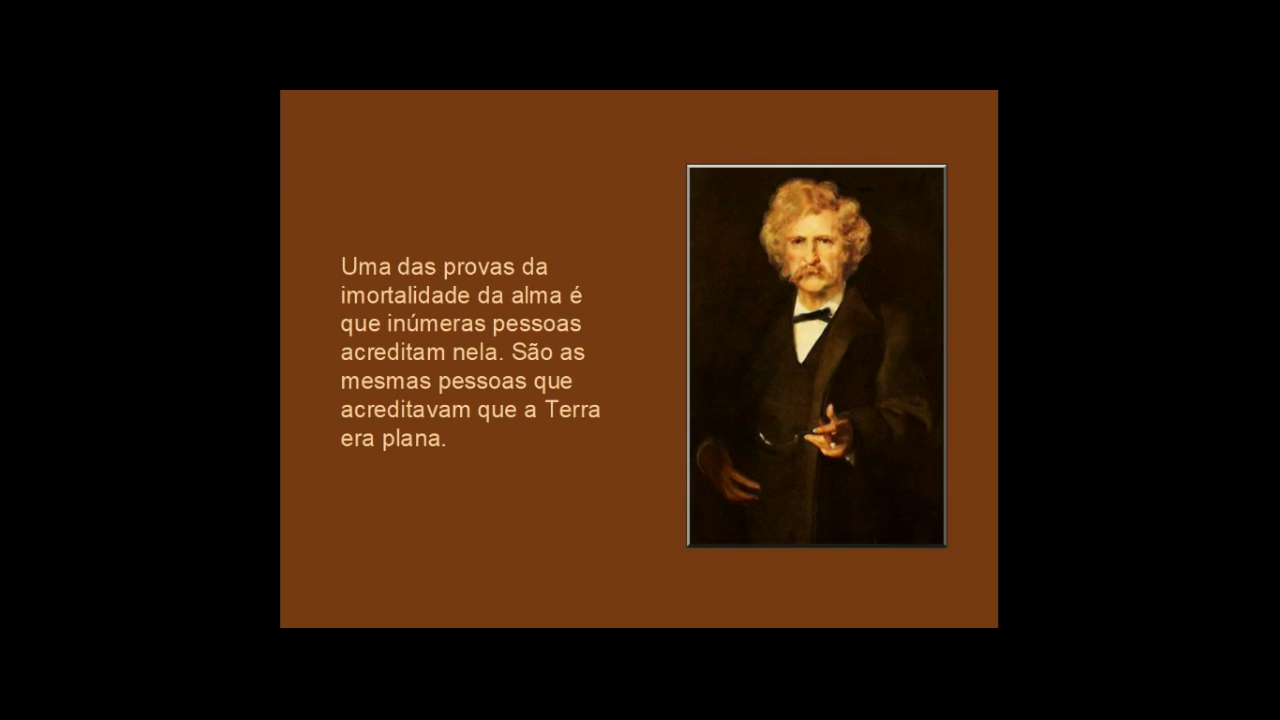 Uma das provas da
imortalidade da alma é
que inúmeras pessoas
acreditam nela. São as
mesmas pessoas que
acreditavam que a Terra
era plana.